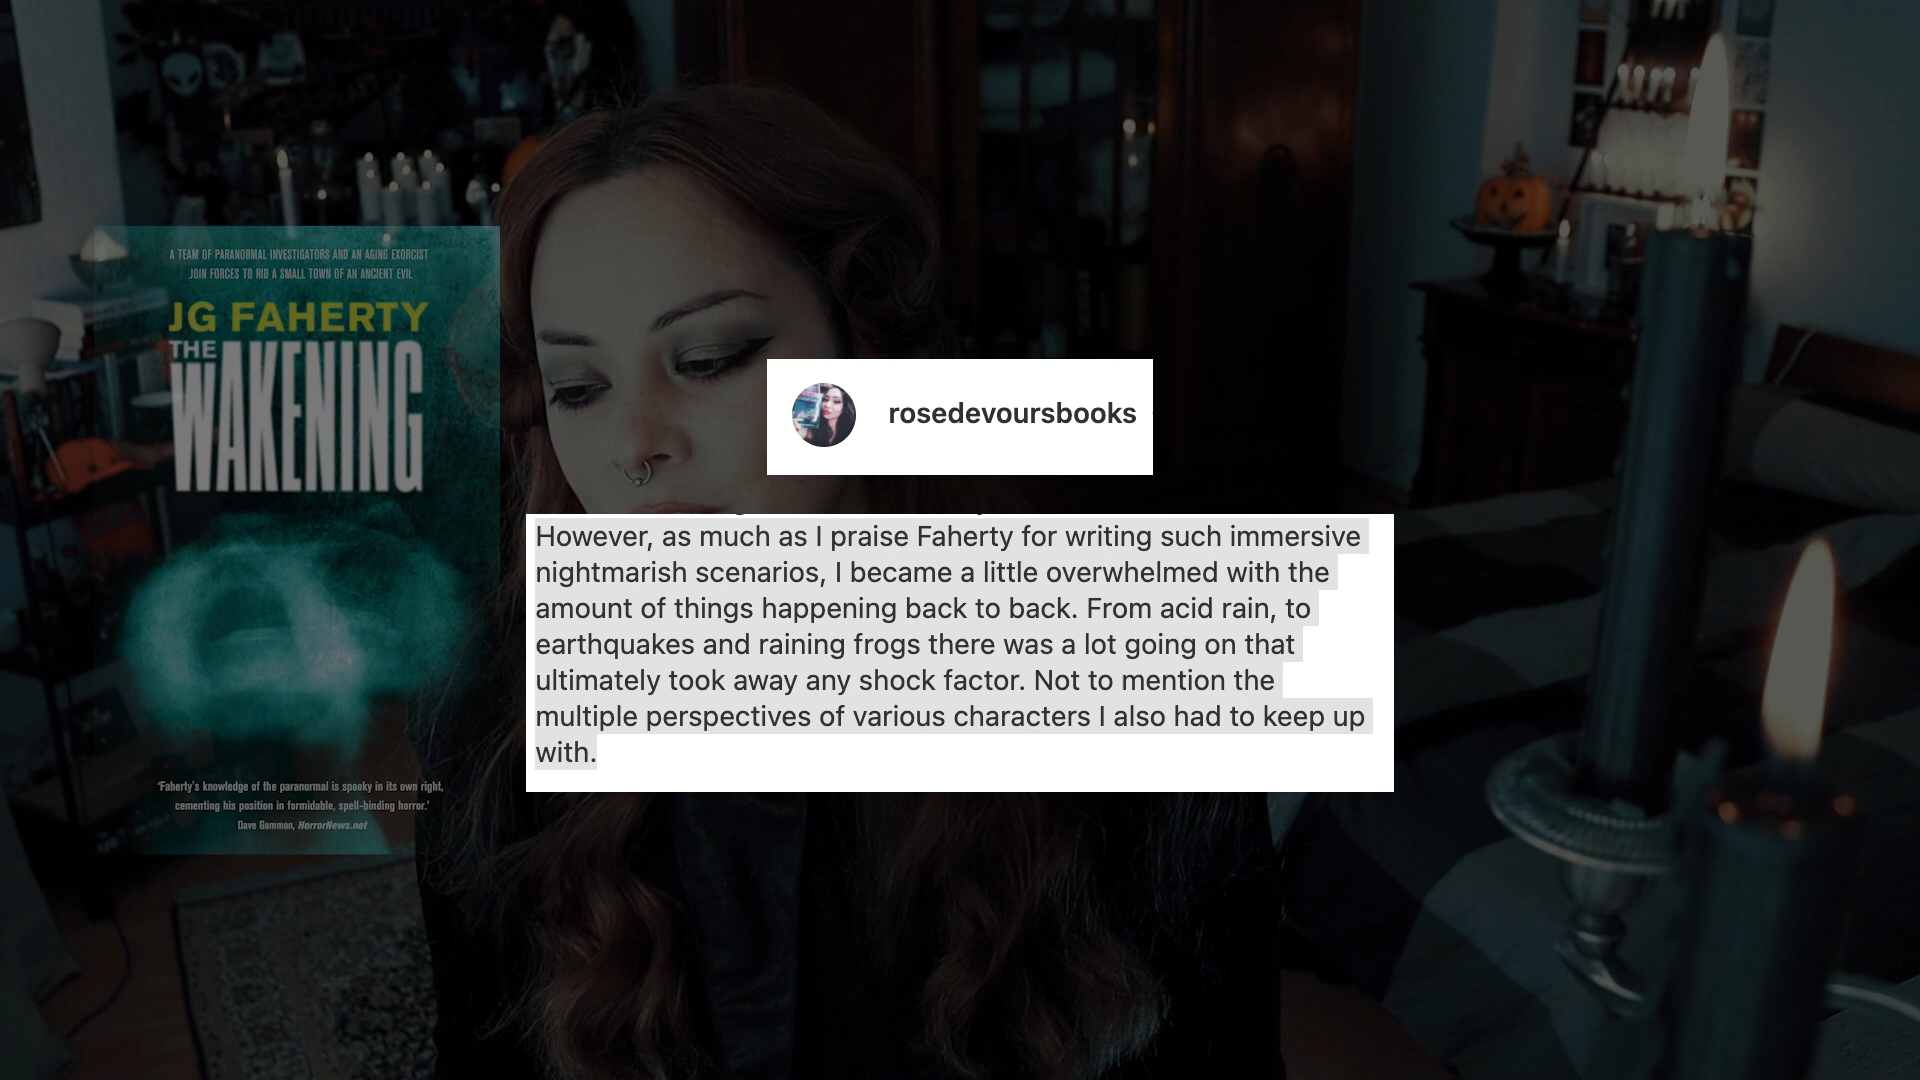 A TEAM OF PARANORMAL INVESTIGATORS AND AN AGING EXORCIST
JOIN FORCES TO RID A SMALL TOWN OF AN ANCIENT EVIL
JG FAHERTY
THE
WAKENING
'Faherty's knowledge of the paranormal is spooky in its own right,
cementing his position in formidable, spell-binding horror.'
Dave Gammon, HorrorNews.net
rosedevoursbooks
However, as much as I praise Faherty for writing such immersive
nightmarish scenarios, I became a little overwhelmed with the
amount of things happening back to back. From acid rain, to
earthquakes and raining frogs there was a lot going on that
ultimately took away any shock factor. Not to mention the
multiple perspectives of various characters I also had to keep up
with.